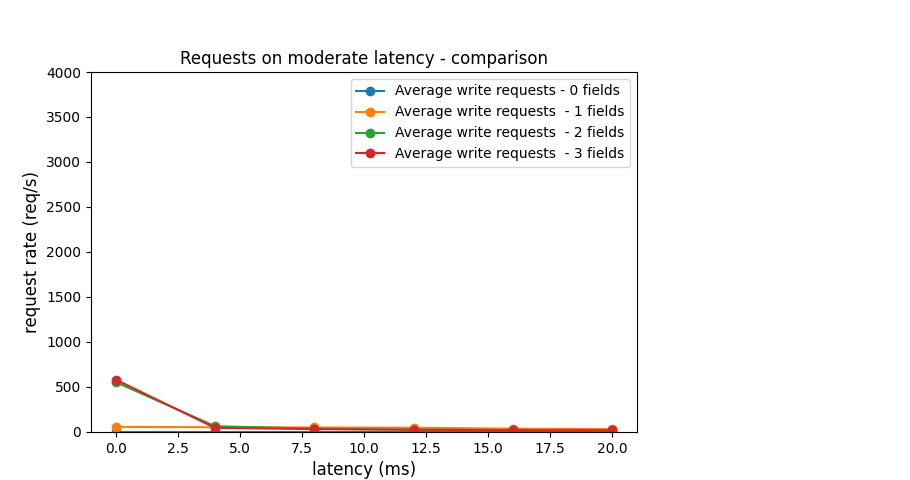 Requests on moderate latency - comparison
Average write requests - 0 fields
Average write requests  - 1 fields
Average write requests  - 2 fields
Average write requests  - 3 fields
request rate (req/s)
4000
3500
3000
2500
2000
1500
1000
500
0
0.0 2.5 5.0 7.5 10.0 12.5 15.0 17.5 20.0
latency (ms)